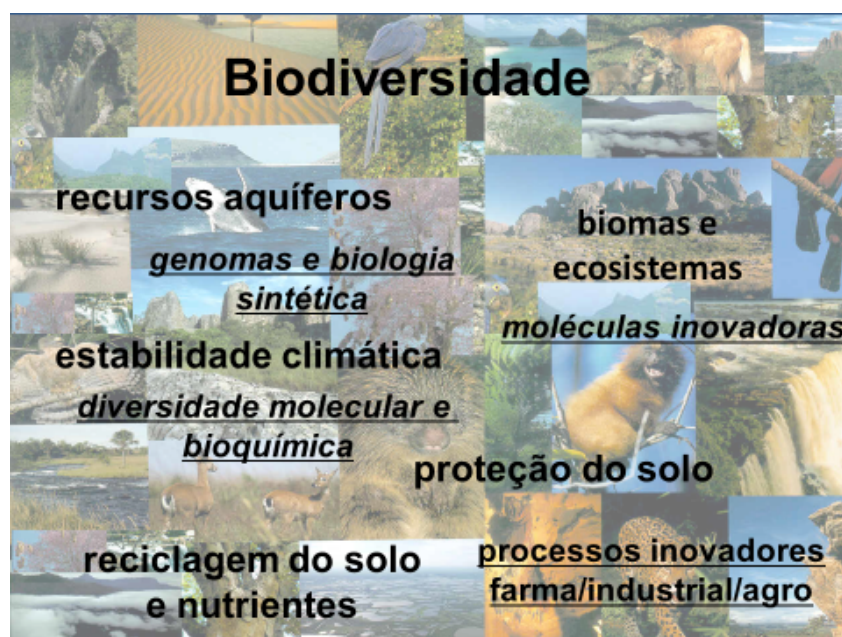 Biodiversidade
recursos aquíferos
genomas e biologia
sintética
estabilidade climática
diversidade molecular e
bioquímica
reciclagem do solo
e nutrientes
biomas e
ecosistemas
moléculas inovadoras
proteção do solo
processos inovadores
farma/industrial/agro